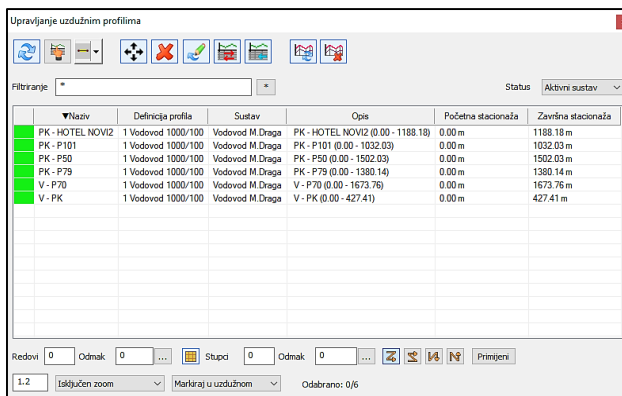 Upravljanje uzdužnim profilima
Filtriranje * * Status Aktivni sustav
▼Naziv Definicija profila Sustav Opis Početna stacionaža Završna stacionaža
PK - HOTEL NOVI2 1 Vodovod 1000/100 Vodovod M.Draga PK - HOTEL NOVI2 (0.00 - 1188.18) 0.00 m 1188.18 m
PK - P101 1 Vodovod 1000/100 Vodovod M.Draga PK - P101 (0.00 - 1032.03) 0.00 m 1032.03 m
PK - P50 1 Vodovod 1000/100 Vodovod M.Draga PK - P50 (0.00 - 1502.03) 0.00 m 1502.03 m
PK - P79 1 Vodovod 1000/100 Vodovod M.Draga PK - P79 (0.00 - 1380.14) 0.00 m 1380.14 m
V - P70 1 Vodovod 1000/100 Vodovod M.Draga V - P70 (0.00 - 1673.76) 0.00 m 1673.76 m
V - PK 1 Vodovod 1000/100 Vodovod M.Draga V - PK (0.00 - 427.41) 0.00 m 427.41 m
Redovi 0 Odmak 0 ... Stupci 0 Odmak 0 ... Primijeni
1.2 Isključen zoom Markiraj u uzdužnom Odabrano: 0/6